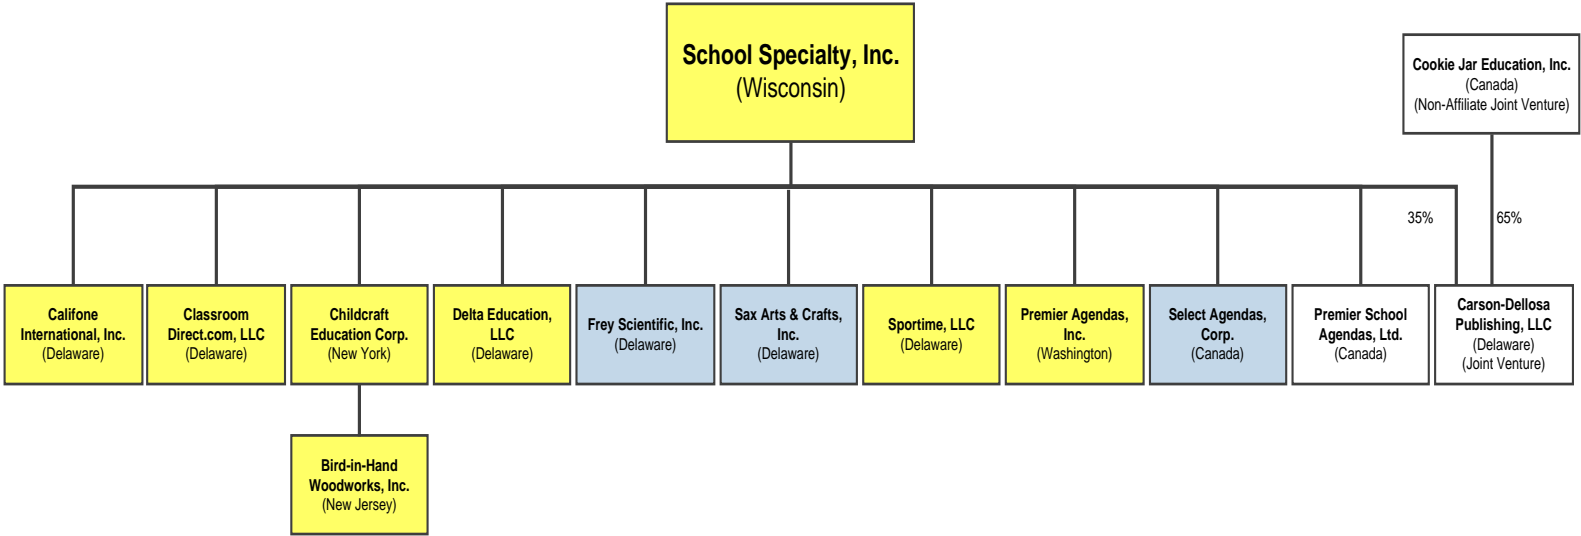 School Specialty, Inc.
(Wisconsin)
Cookie Jar Education, Inc.
(Canada)
(Non-Affiliate Joint Venture)
35%
65%
Califone
International, Inc.
(Delaware)
Classroom
Direct.com, LLC
(Delaware)
Childcraft
Education Corp.
(New York)
Delta Education,
LLC
(Delaware)
Frey Scientific, Inc.
(Delaware)
Sax Arts & Crafts,
Inc.
(Delaware)
Sportime, LLC
(Delaware)
Premier Agendas,
Inc.
(Washington)
Select Agendas,
Corp.
(Canada)
Premier School
Agendas, Ltd.
(Canada)
Carson-Dellosa
Publishing, LLC
(Delaware)
(Joint Venture)
Bird-in-Hand
Woodworks, Inc.
(New Jersey)